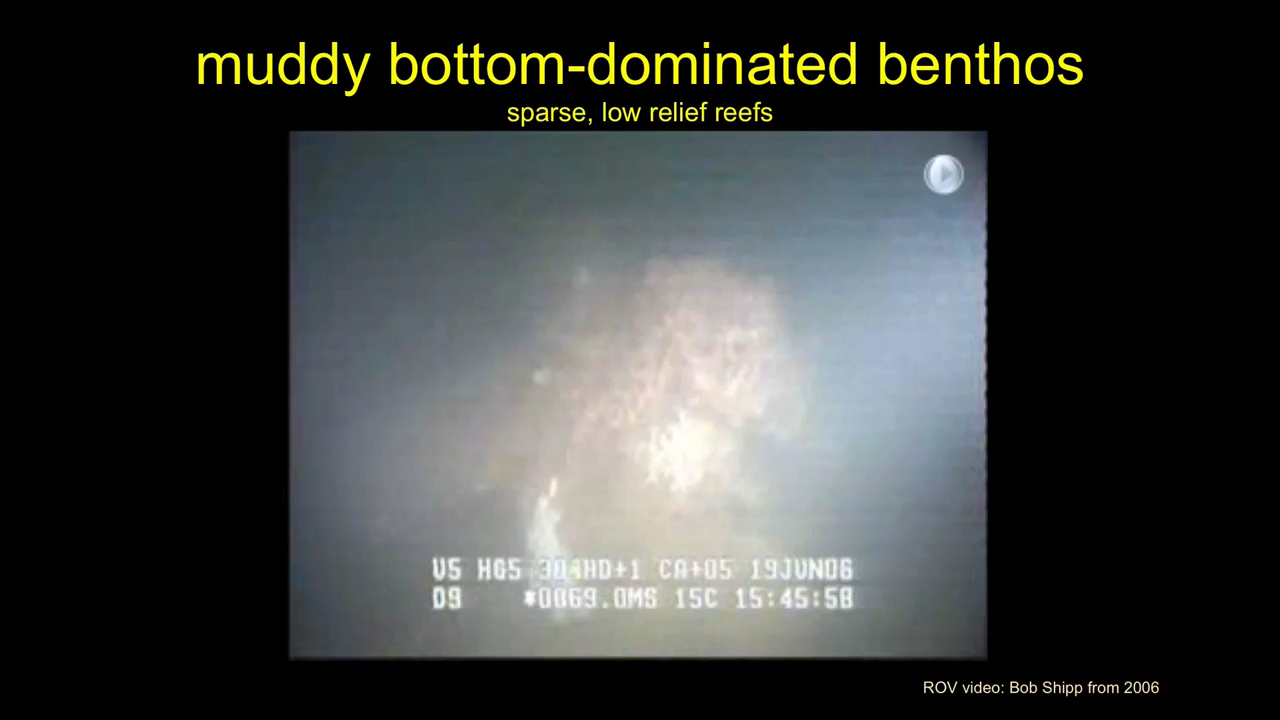 muddy bottom-dominated benthos
sparse, low relief reefs
V5 HG5 304HD+1 CA+05 19JUN06
D9 *0069.0MS 15C 15:45:58
ROV video: Bob Shipp from 2006